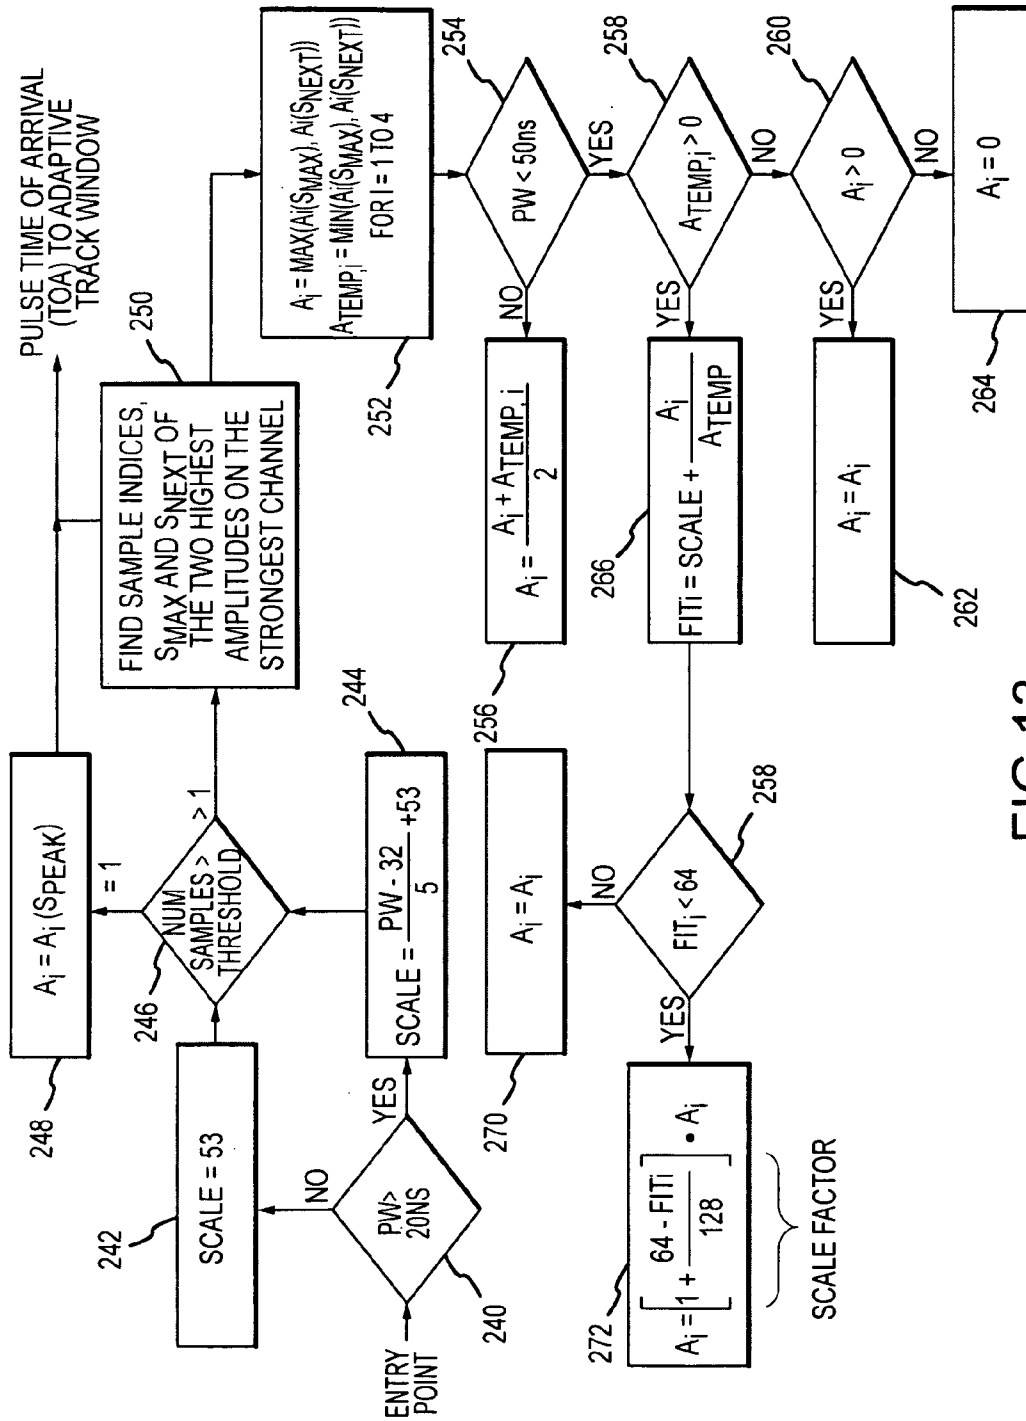 ENTRY
POINT
PW>
20NS
240
NO
YES
SCALE = 53
242
SCALE = PW - 32 / 5 +53
244
NUM
SAMPLES >
THRESHOLD
246
= 1
> 1
Ai = Ai (SPEAK)
248
PULSE TIME OF ARRIVAL
(TOA) TO ADAPTIVE
TRACK WINDOW
FIND SAMPLE INDICES,
SMAX AND SNEXT OF
THE TWO HIGHEST
AMPLITUDES ON THE
STRONGEST CHANNEL
250
Ai = MAX(Ai(SMAX), Ai(SNEXT))
ATEMP,i = MIN(Ai(SMAX), Ai(SNEXT))
FOR I = 1 TO 4
252
PW < 50ns
254
NO
YES
Ai = Ai + ATEMP, i / 2
256
ATEMP,i > 0
258
YES
NO
FITi = SCALE + Ai / ATEMP
266
Ai > 0
260
YES
NO
Ai = Ai
262
Ai = 0
264
FITi < 64
258
NO
YES
Ai = Ai
270
Ai = [1 + 64 - FITi / 128] • Ai
272
SCALE FACTOR